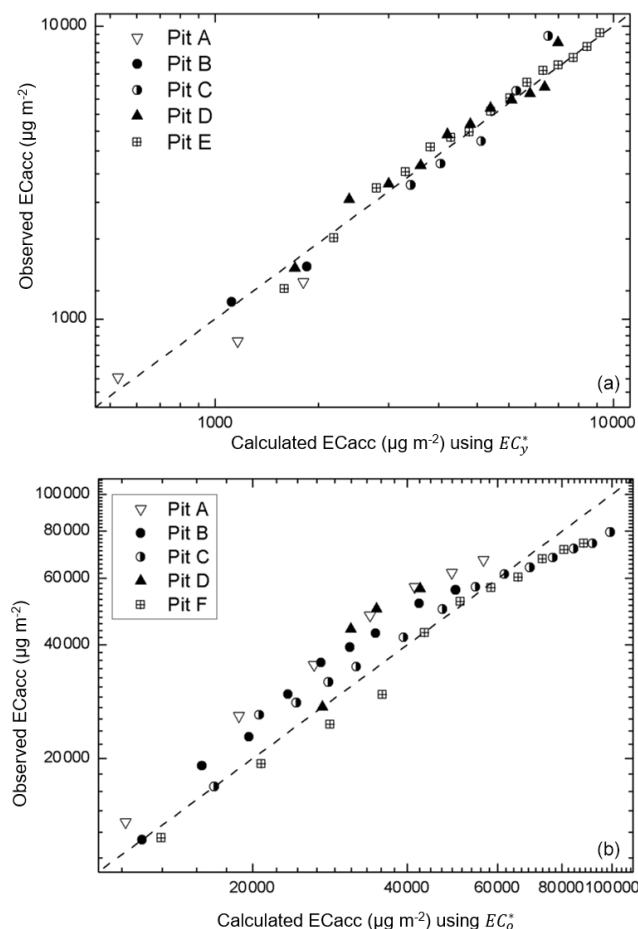 10000
Pit A
Pit B
Pit C
Pit D
Pit E
Observed ECacc (µg m-2)
1000
(a)
1000 10000
Calculated ECacc (µg m-2) using EC*y
100000
80000
60000
40000
20000
Pit A
Pit B
Pit C
Pit D
Pit F
Observed ECacc (µg m-2)
(b)
20000 40000 60000 80000 100000
Calculated ECacc (µg m-2) using EC*o